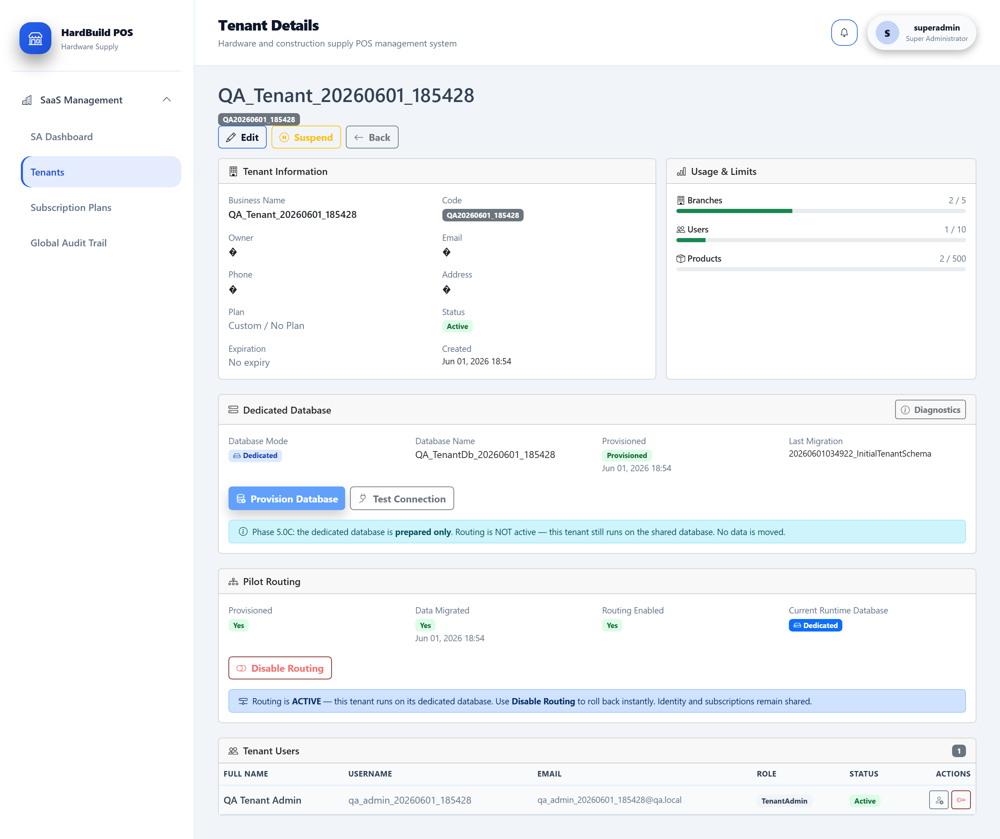 HardBuild POS
Hardware Supply
SaaS Management
SA Dashboard
Tenants
Subscription Plans
Global Audit Trail
Tenant Details
Hardware and construction supply POS management system
S
superadmin
Super Administrator
QA_Tenant_20260601_185428
QA20260601_185428
Edit
Suspend
Back
Tenant Information
Business Name
QA_Tenant_20260601_185428
Code
QA20260601_185428
Owner
�
Email
�
Phone
�
Address
�
Plan
Custom / No Plan
Status
Active
Expiration
No expiry
Created
Jun 01, 2026 18:54
Usage & Limits
Branches 2 / 5
Users 1 / 10
Products 2 / 500
Dedicated Database
Diagnostics
Database Mode
Dedicated
Database Name
QA_TenantDb_20260601_185428
Provisioned
Provisioned
Jun 01, 2026 18:54
Last Migration
20260601034922_InitialTenantSchema
Provision Database
Test Connection
Phase 5.0C: the dedicated database is prepared only. Routing is NOT active — this tenant still runs on the shared database. No data is moved.
Pilot Routing
Provisioned
Yes
Data Migrated
Yes
Jun 01, 2026 18:54
Routing Enabled
Yes
Current Runtime Database
Dedicated
Disable Routing
Routing is ACTIVE — this tenant runs on its dedicated database. Use Disable Routing to roll back instantly. Identity and subscriptions remain shared.
Tenant Users
1
FULL NAME USERNAME EMAIL ROLE STATUS ACTIONS
QA Tenant Admin qa_admin_20260601_185428 qa_admin_20260601_185428@qa.local TenantAdmin Active